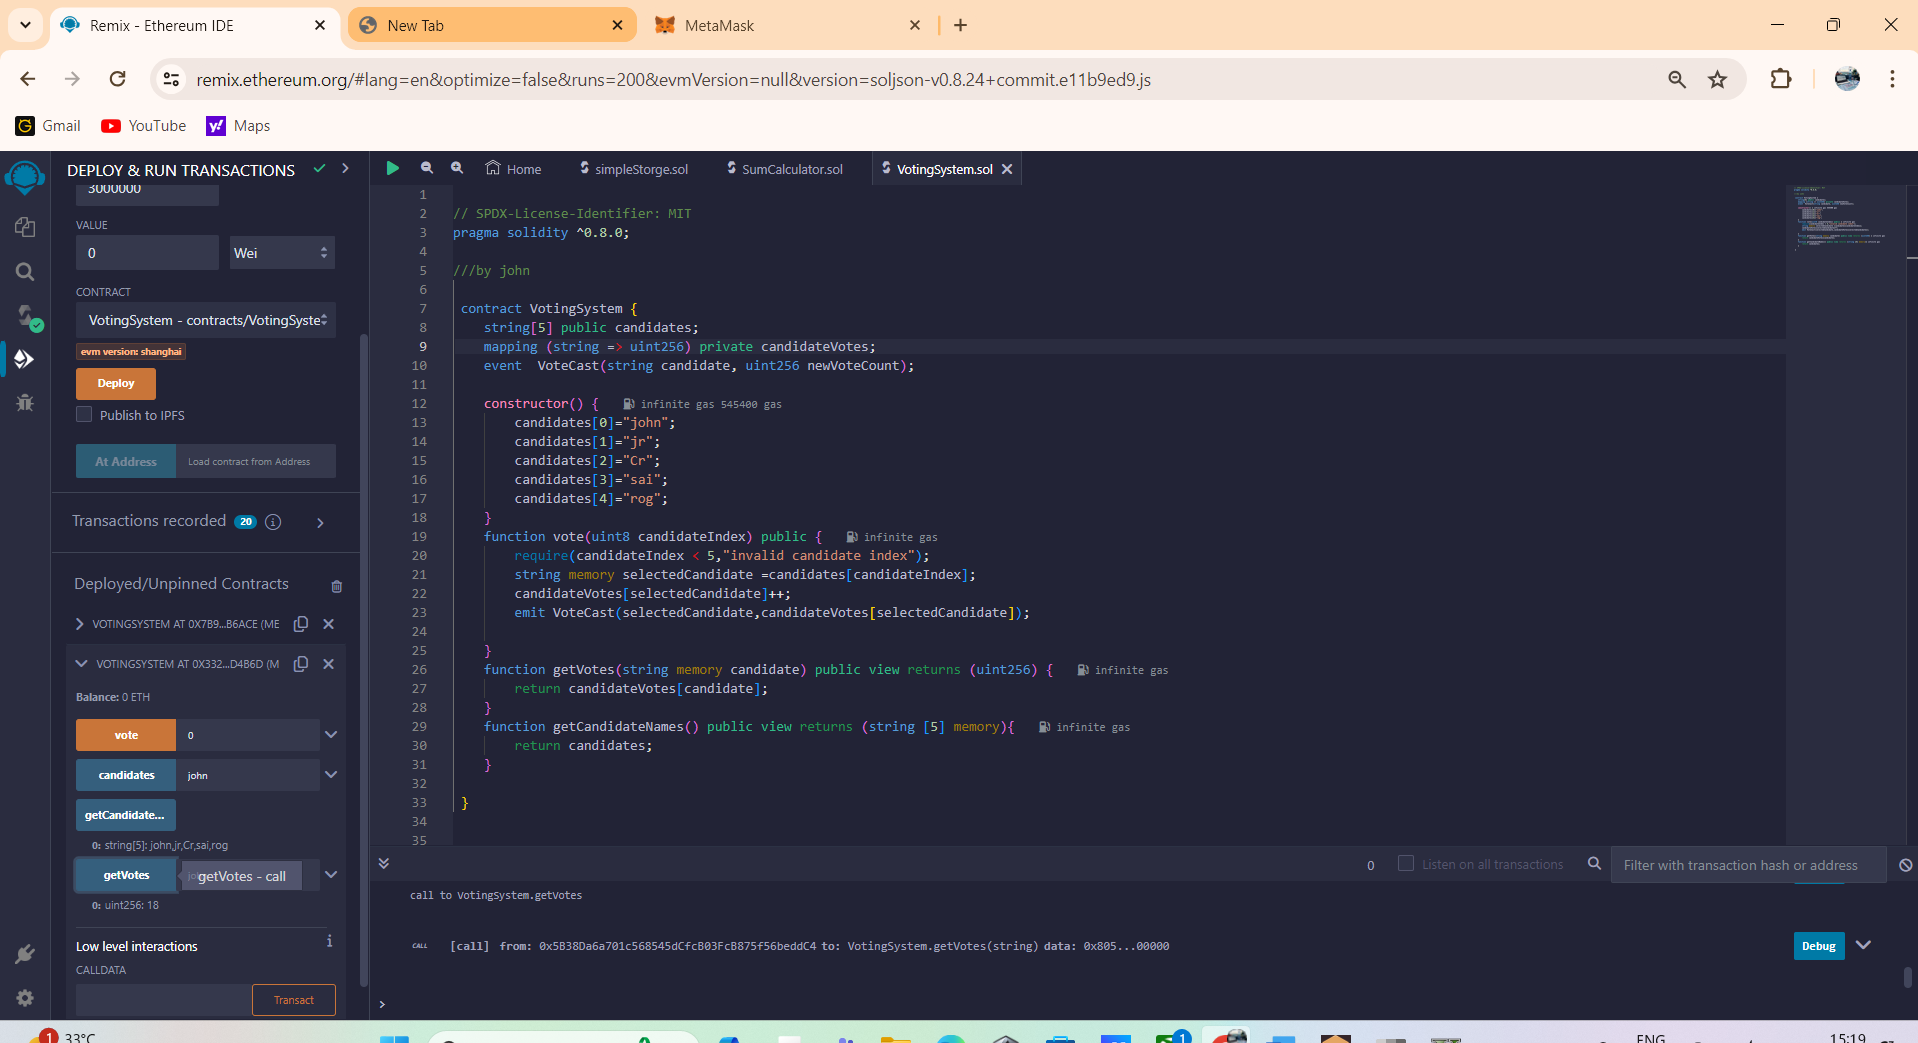 Remix - Ethereum IDE
New Tab
MetaMask
remix.ethereum.org/#lang=en&optimize=false&runs=200&evmVersion=null&version=soljson-v0.8.24+commit.e11b9ed9.js
Gmail
YouTube
Maps
DEPLOY & RUN TRANSACTIONS
3000000
VALUE
0
Wei
CONTRACT
VotingSystem - contracts/VotingSyste
evm version: shanghai
Deploy
Publish to IPFS
At Address
Load contract from Address
Transactions recorded 20
Deployed/Unpinned Contracts
VOTINGSYSTEM AT 0X7B9...B6ACE (ME
VOTINGSYSTEM AT 0X332...D4B6D (M
Balance: 0 ETH
vote
0
candidates
john
getCandidate...
0: string[5]: john,jr,Cr,sai,rog
getVotes
getVotes - call
0: uint256: 18
Low level interactions
CALLDATA
Transact
Home
simpleStorge.sol
SumCalculator.sol
VotingSystem.sol
1
2 // SPDX-License-Identifier: MIT
3 pragma solidity ^0.8.0;
4
5 ///by john
6
7 contract VotingSystem {
8 string[5] public candidates;
9 mapping (string => uint256) private candidateVotes;
10 event  VoteCast(string candidate, uint256 newVoteCount);
11
12 constructor() { infinite gas 545400 gas
13 candidates[0]="john";
14 candidates[1]="jr";
15 candidates[2]="Cr";
16 candidates[3]="sai";
17 candidates[4]="rog";
18 }
19 function vote(uint8 candidateIndex) public { infinite gas
20 require(candidateIndex < 5,"invalid candidate index");
21 string memory selectedCandidate =candidates[candidateIndex];
22 candidateVotes[selectedCandidate]++;
23 emit VoteCast(selectedCandidate,candidateVotes[selectedCandidate]);
24
25 }
26 function getVotes(string memory candidate) public view returns (uint256) { infinite gas
27 return candidateVotes[candidate];
28 }
29 function getCandidateNames() public view returns (string [5] memory){ infinite gas
30 return candidates;
31 }
32
33 }
34
35
0
Listen on all transactions
Filter with transaction hash or address
call to VotingSystem.getVotes
CALL [call] from: 0x5B38Da6a701c568545dCfcB03FcB875f56beddC4 to: VotingSystem.getVotes(string) data: 0x805...00000
Debug
>
1
33°C
1
ENG
15:19